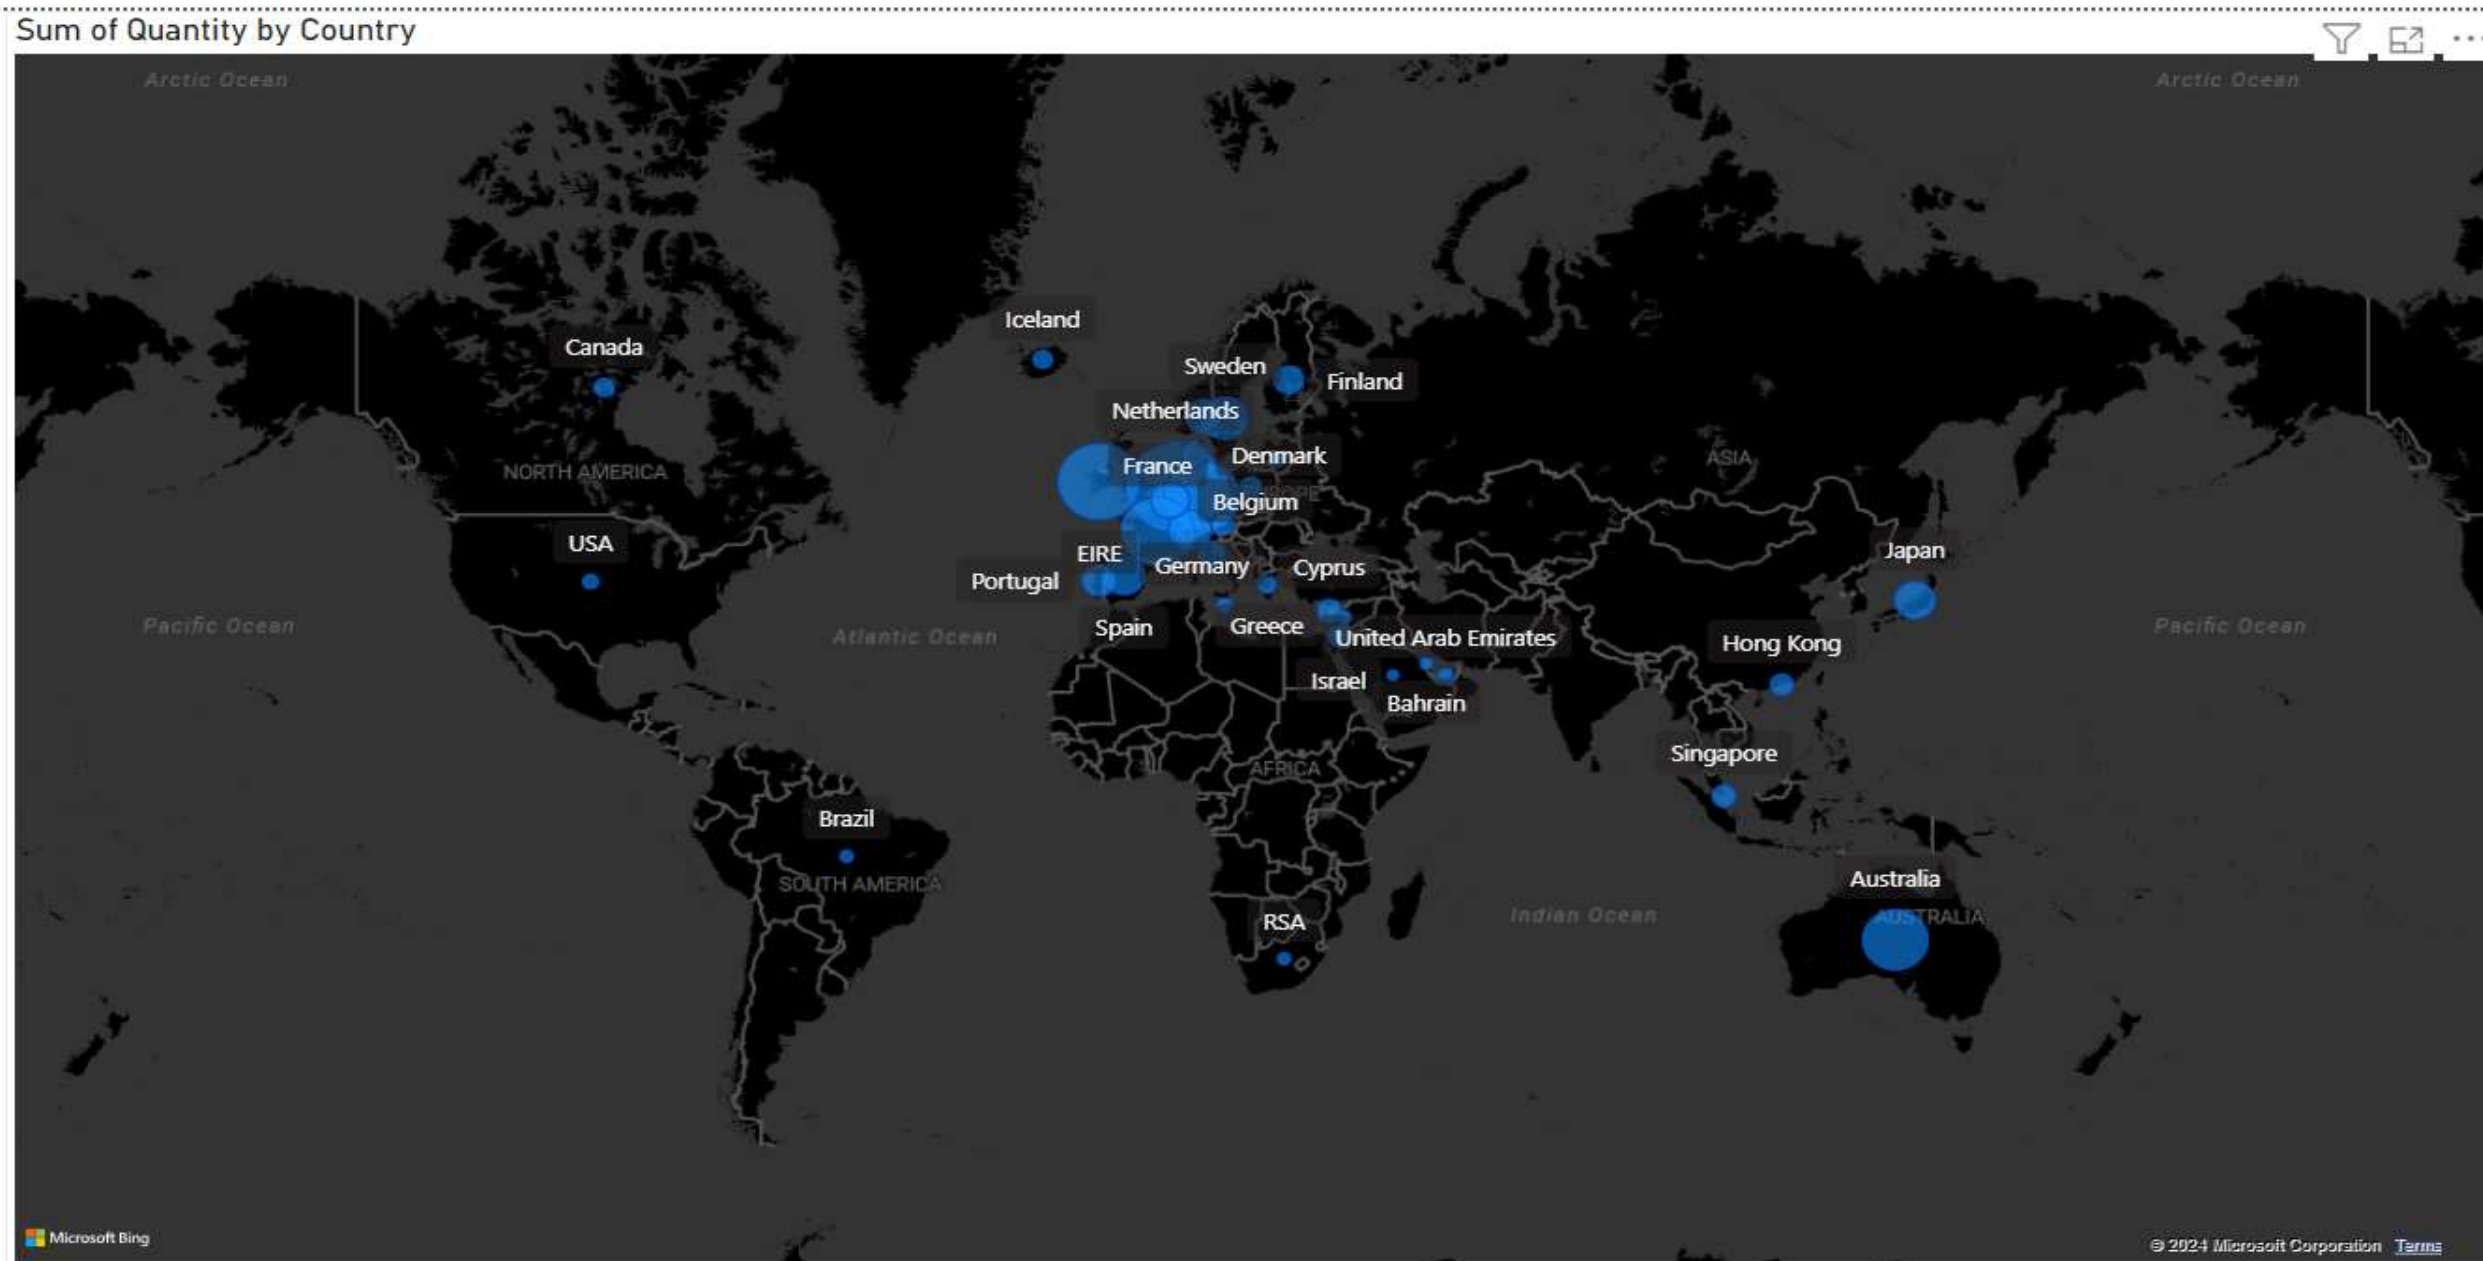 Sum of Quantity by Country
Arctic Ocean
Arctic Ocean
Iceland
Canada
Sweden
Finland
Netherlands
NORTH AMERICA
France
Denmark
ASIA
Belgium
USA
EIRE
Germany
Cyprus
Japan
Portugal
Pacific Ocean
Atlantic Ocean
Spain
Greece
United Arab Emirates
Hong Kong
Pacific Ocean
Israel
Bahrain
Singapore
AFRICA
Brazil
SOUTH AMERICA
Australia
AUSTRALIA
RSA
Indian Ocean
Microsoft Bing
© 2024 Microsoft Corporation Terms